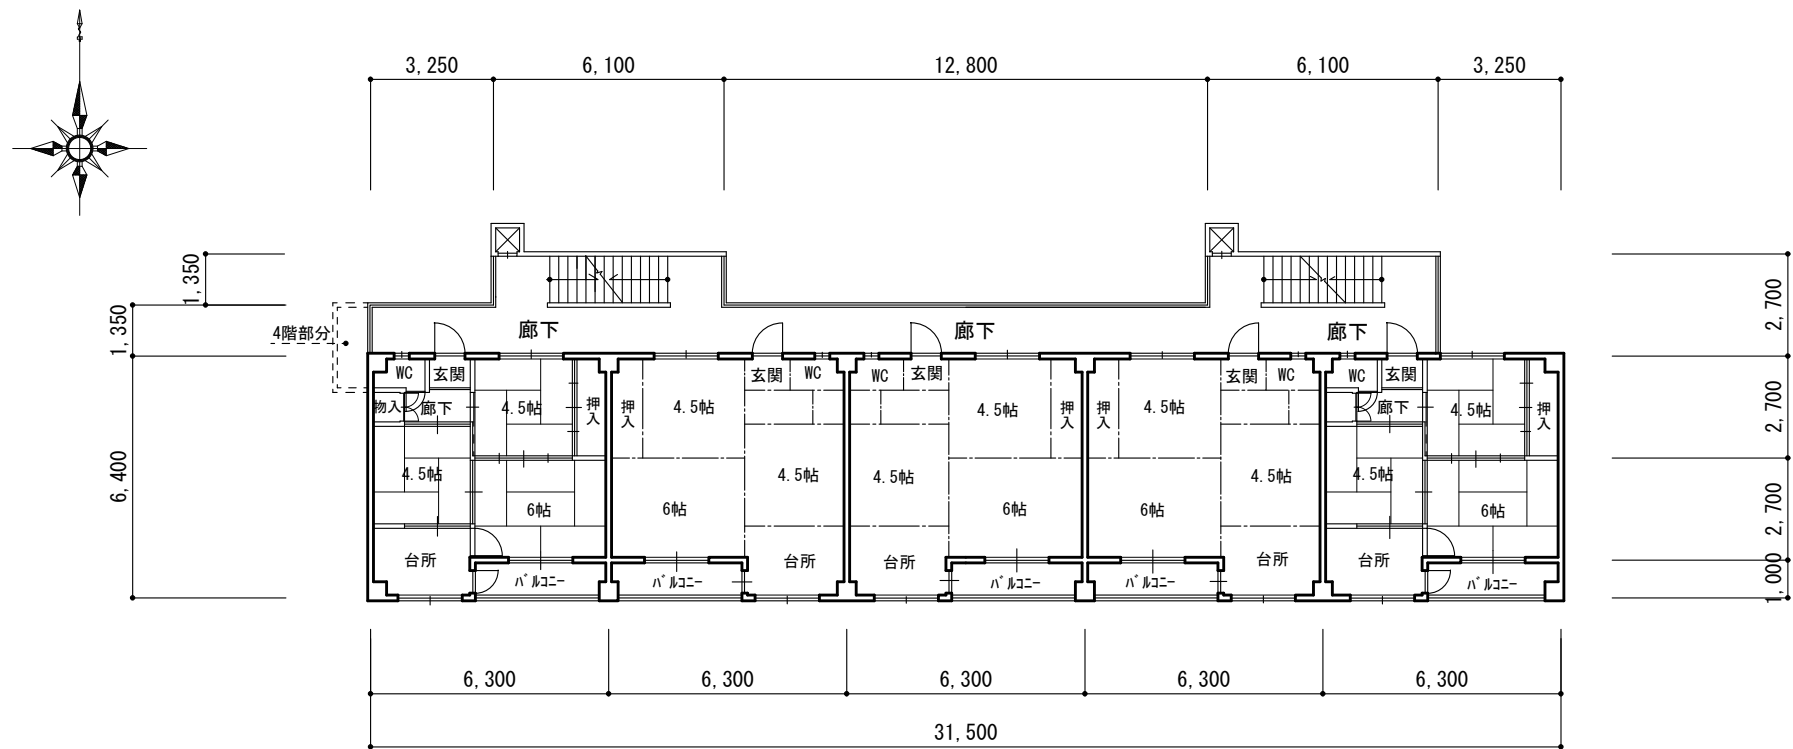 N
3,250
6,100
12,800
6,100
3,250
1,350
1,350
6,400
2,700
2,700
2,700
1,000
4階部分
廊下
廊下
廊下
WC
玄関
物入
廊下
4.5帖
押入
4.5帖
6帖
台所
バルコニー
押入
4.5帖
玄関
WC
4.5帖
6帖
台所
バルコニー
WC
玄関
4.5帖
押入
4.5帖
6帖
台所
バルコニー
押入
4.5帖
玄関
WC
4.5帖
6帖
台所
バルコニー
WC
玄関
廊下
4.5帖
押入
4.5帖
6帖
台所
バルコニー
6,300
6,300
6,300
6,300
6,300
31,500